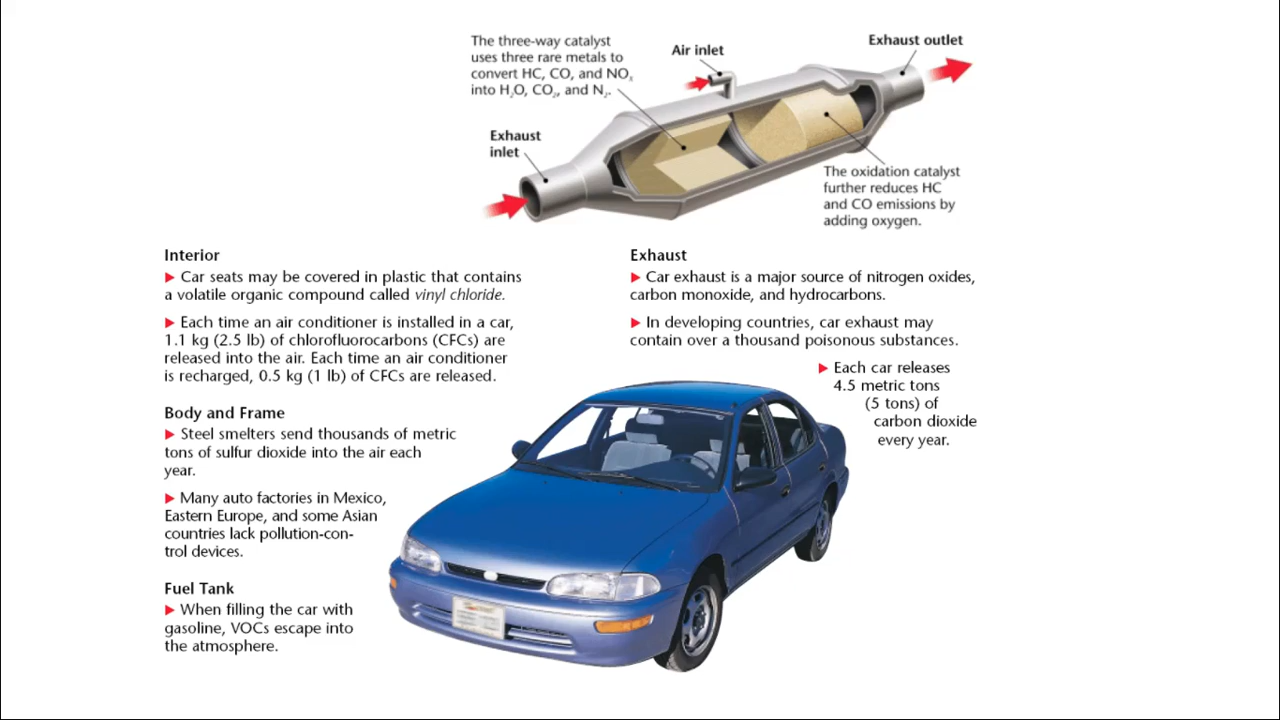 The three-way catalyst
uses three rare metals to
convert HC, CO, and NOₓ
into H₂O, CO₂, and N₂.
Air inlet
Exhaust outlet
Exhaust
inlet
The oxidation catalyst
further reduces HC
and CO emissions by
adding oxygen.
Interior
▶ Car seats may be covered in plastic that contains
a volatile organic compound called vinyl chloride.
▶ Each time an air conditioner is installed in a car,
1.1 kg (2.5 lb) of chlorofluorocarbons (CFCs) are
released into the air. Each time an air conditioner
is recharged, 0.5 kg (1 lb) of CFCs are released.
Body and Frame
▶ Steel smelters send thousands of metric
tons of sulfur dioxide into the air each
year.
▶ Many auto factories in Mexico,
Eastern Europe, and some Asian
countries lack pollution-con-
trol devices.
Fuel Tank
▶ When filling the car with
gasoline, VOCs escape into
the atmosphere.
Exhaust
▶ Car exhaust is a major source of nitrogen oxides,
carbon monoxide, and hydrocarbons.
▶ In developing countries, car exhaust may
contain over a thousand poisonous substances.
▶ Each car releases
4.5 metric tons
(5 tons) of
carbon dioxide
every year.